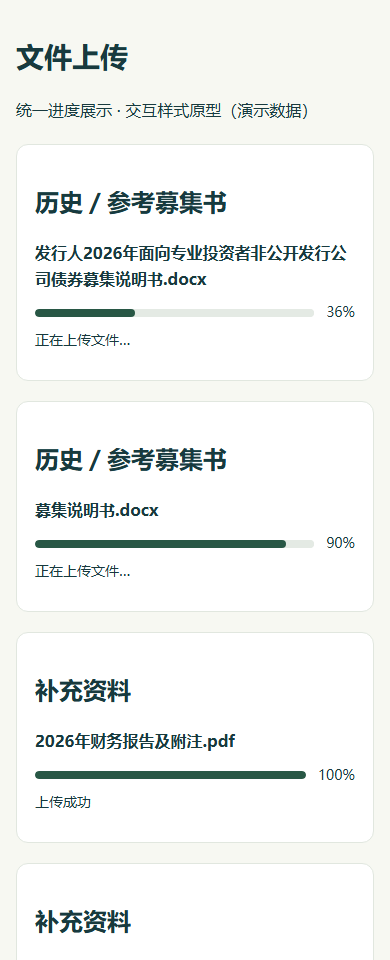 文件上传
统一进度展示 · 交互样式原型（演示数据）
历史 / 参考募集书
发行人2026年面向专业投资者非公开发行公
司债券募集说明书.docx
36%
正在上传文件...
历史 / 参考募集书
募集说明书.docx
90%
正在上传文件...
补充资料
2026年财务报告及附注.pdf
100%
上传成功
补充资料